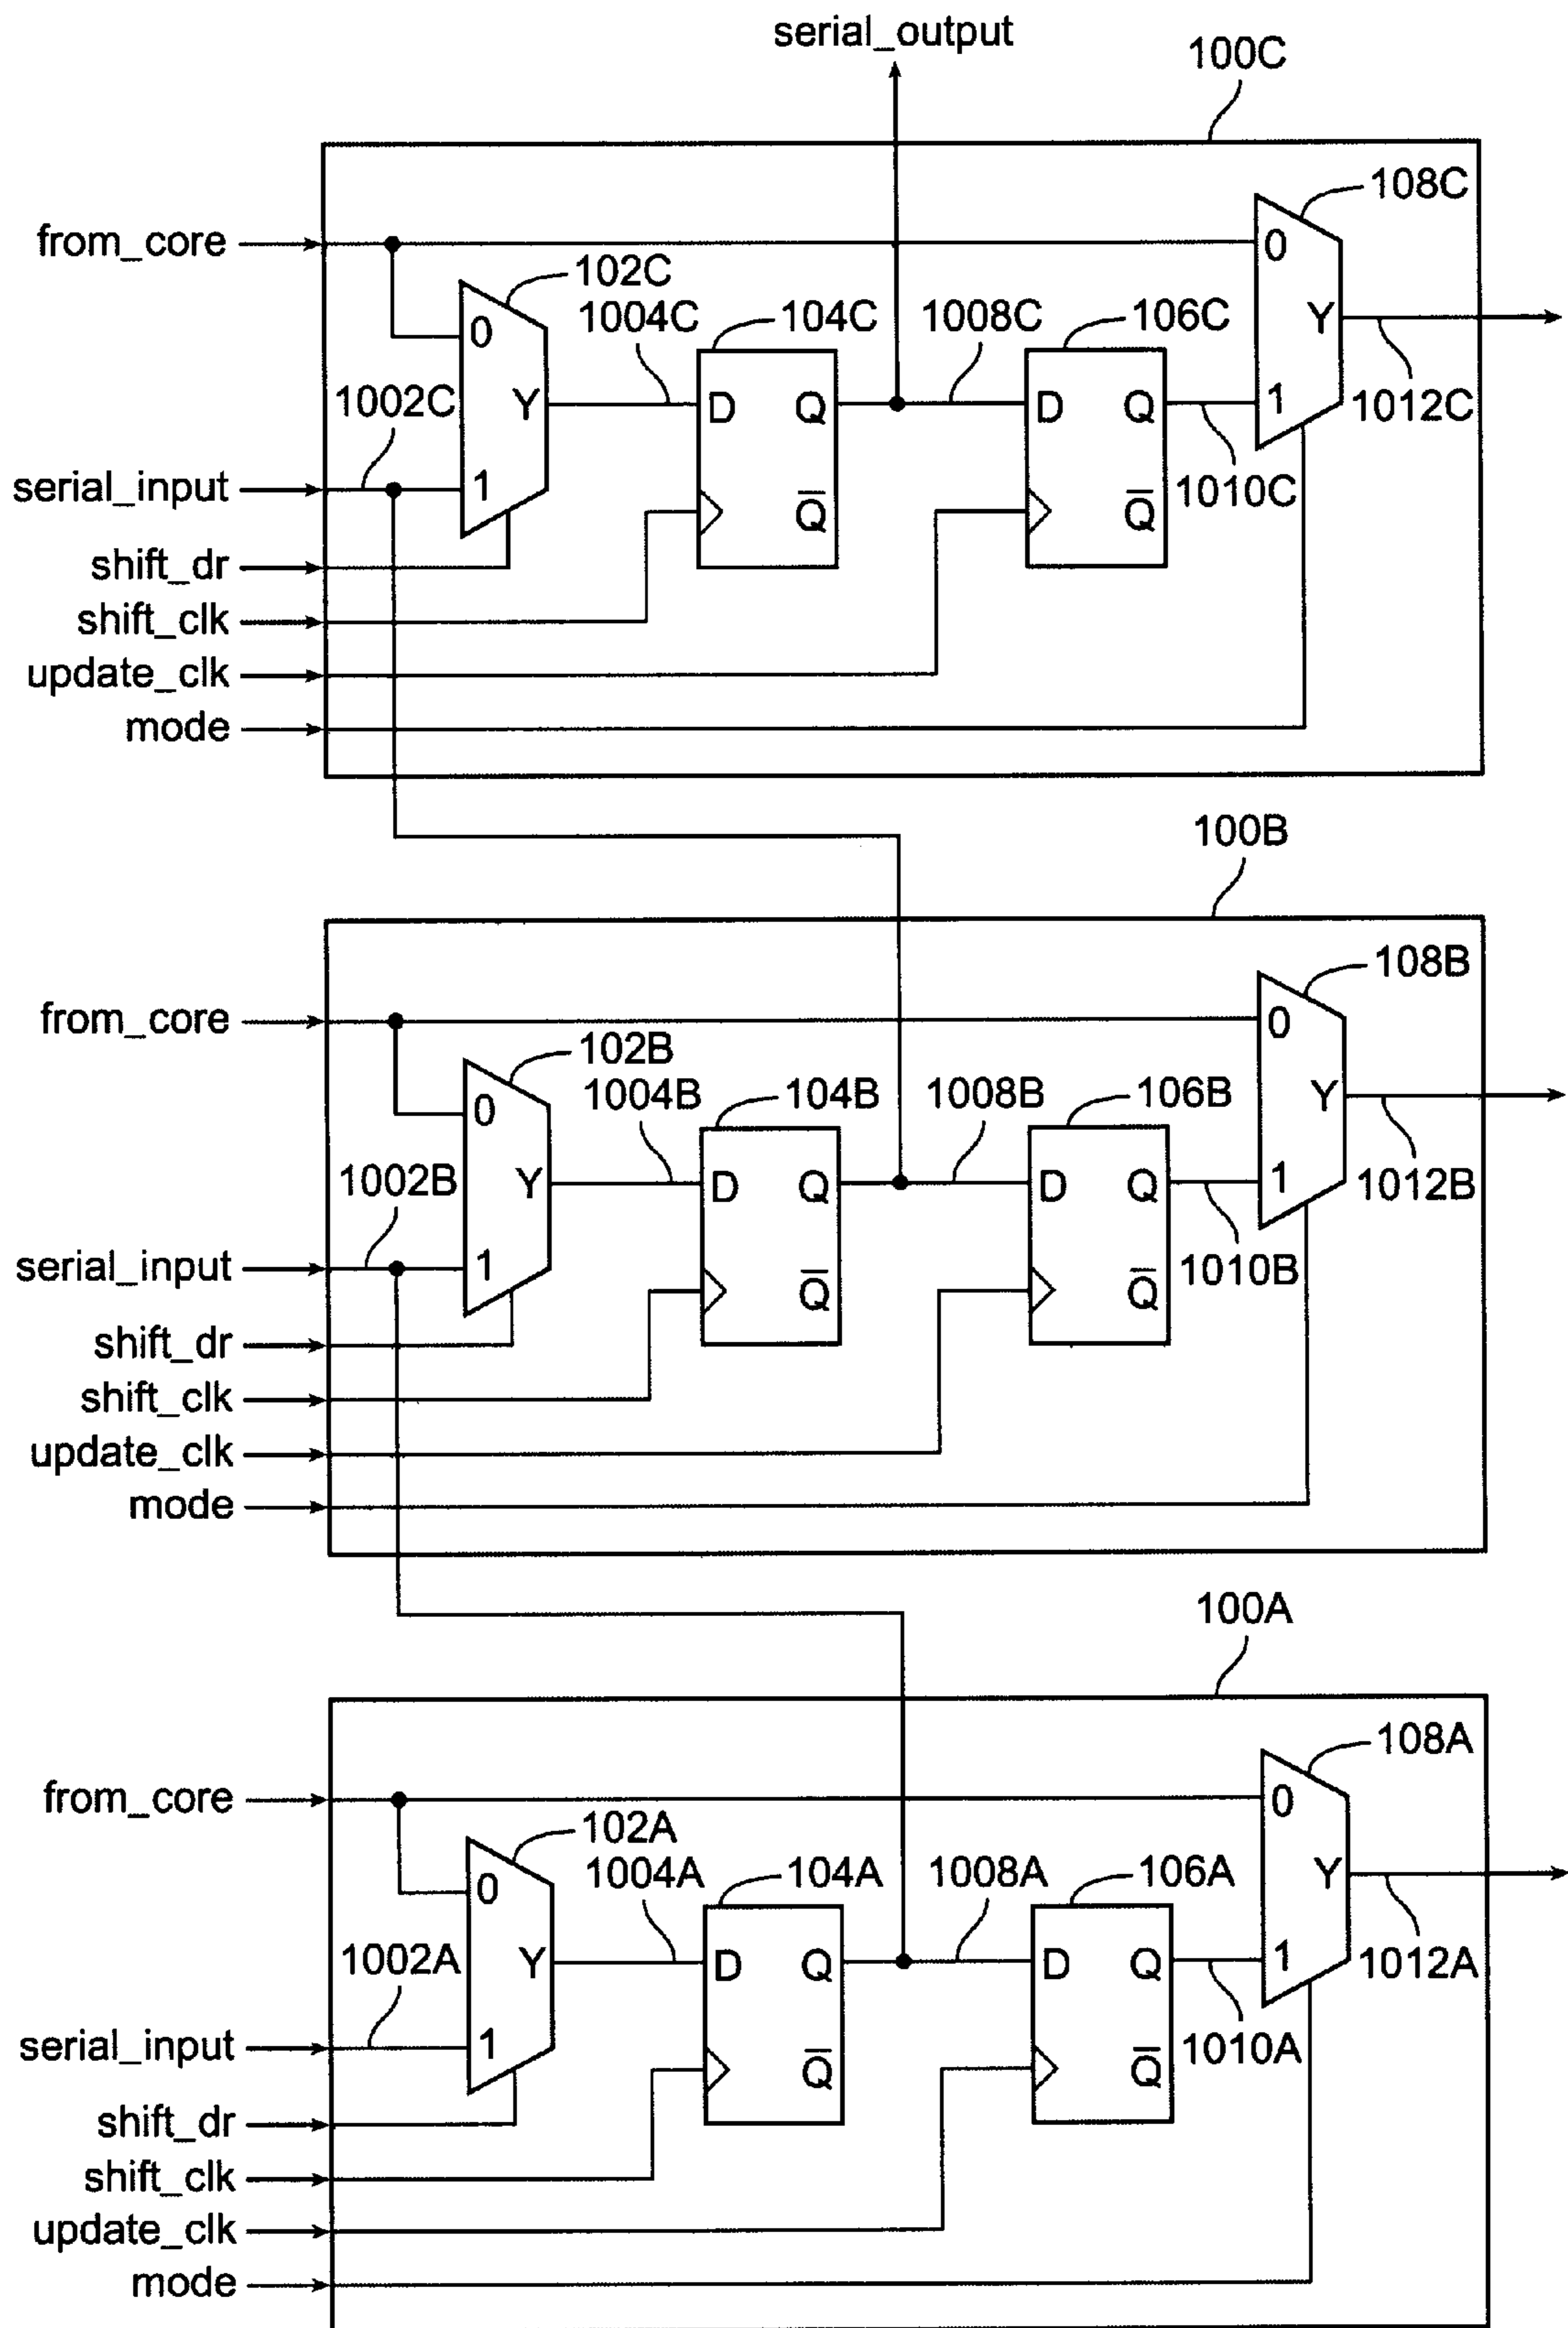 serial_output
100C
108C
from_core
0
102C
0
1004C
104C
1008C
106C
Y
1002C
Y
D
Q
D
Q
1
1012C
serial_input
1
Q̅
Q̅
1010C
shift_dr
shift_clk
update_clk
mode
100B
108B
from_core
0
102B
0
1004B
104B
1008B
106B
Y
1002B
Y
D
Q
D
Q
1
1012B
serial_input
1
Q̅
Q̅
1010B
shift_dr
shift_clk
update_clk
mode
100A
108A
from_core
0
102A
0
1004A
104A
1008A
106A
Y
1002A
Y
D
Q
D
Q
1
1012A
serial_input
1
Q̅
Q̅
1010A
shift_dr
shift_clk
update_clk
mode